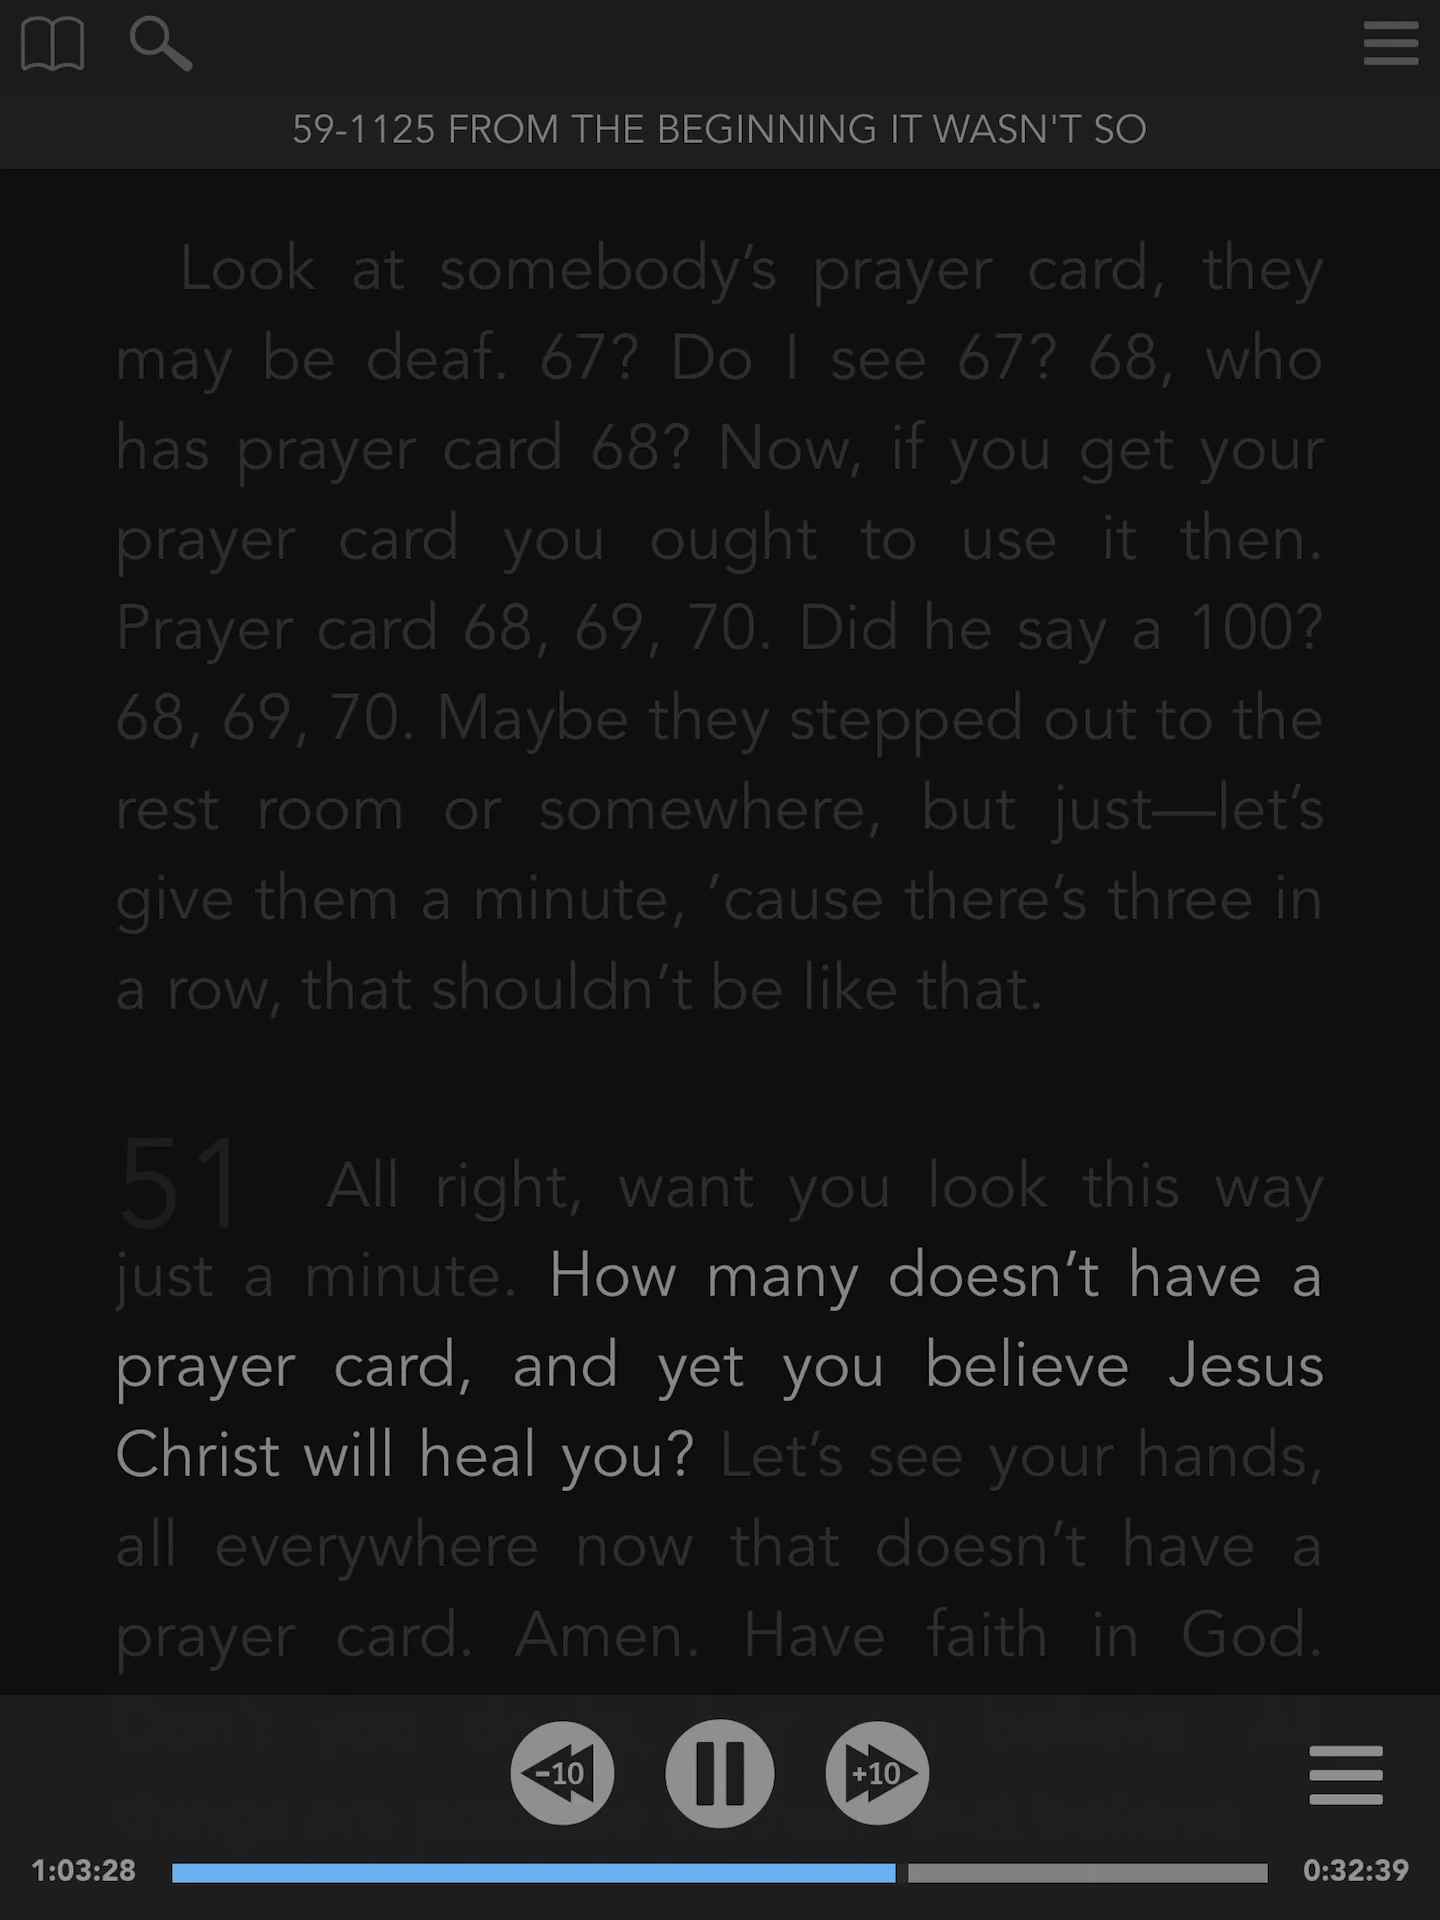 59-1125 FROM THE BEGINNING IT WASN'T SO
Look at somebody’s prayer card, they
may be deaf. 67? Do I see 67? 68, who
has prayer card 68? Now, if you get your
prayer card you ought to use it then.
Prayer card 68, 69, 70. Did he say a 100?
68, 69, 70. Maybe they stepped out to the
rest room or somewhere, but just—let’s
give them a minute, ’cause there’s three in
a row, that shouldn’t be like that.
51 All right, want you look this way
just a minute. How many doesn’t have a
prayer card, and yet you believe Jesus
Christ will heal you? Let’s see your hands,
all everywhere now that doesn’t have a
prayer card. Amen. Have faith in God.
-10 +10
1:03:28 0:32:39